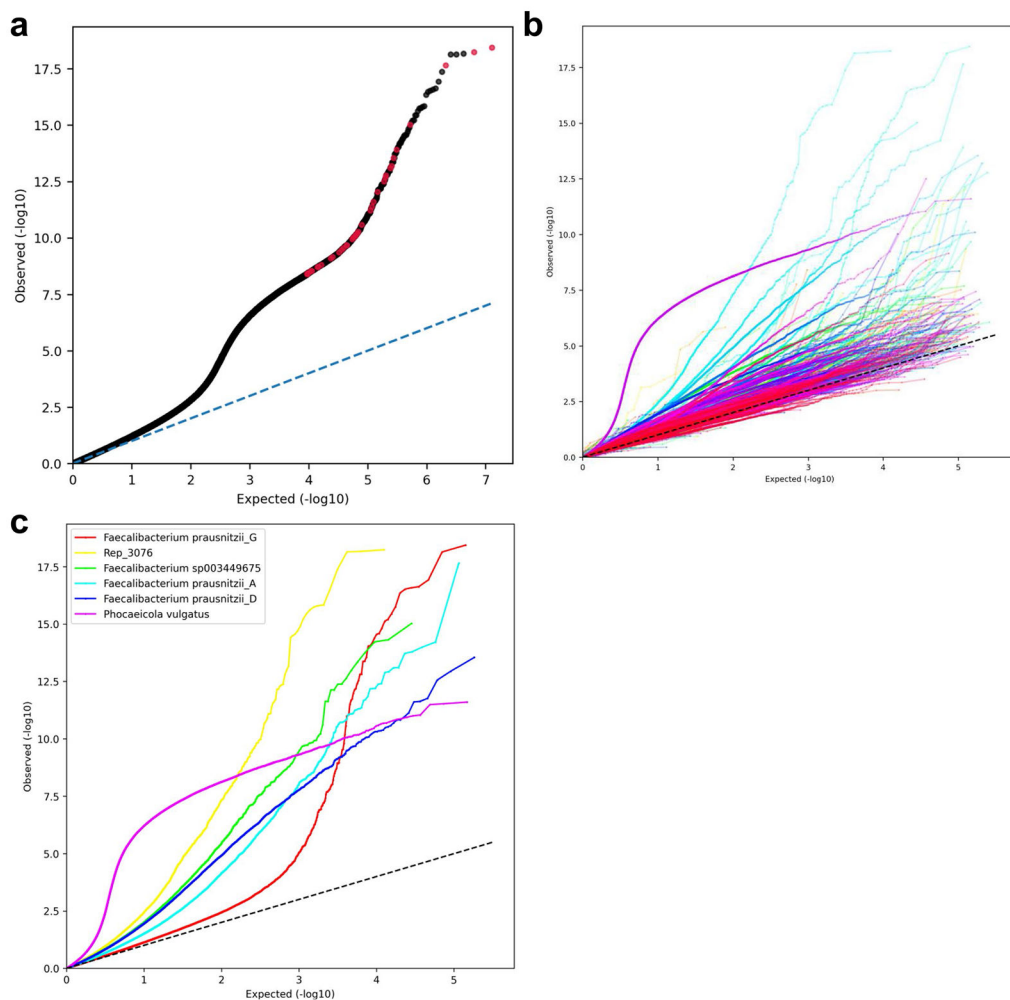 a
17.5
15.0
12.5
10.0
7.5
5.0
2.5
0.0
Observed (-log10)
0 1 2 3 4 5 6 7
Expected (-log10)
b
17.5
15.0
12.5
10.0
7.5
5.0
2.5
0.0
Observed (-log10)
0 1 2 3 4 5
Expected (-log10)
c
Faecalibacterium prausnitzii_G
Rep_3076
Faecalibacterium sp003449675
Faecalibacterium prausnitzii_A
Faecalibacterium prausnitzii_D
Phocaeicola vulgatus
17.5
15.0
12.5
10.0
7.5
5.0
2.5
0.0
Observed (-log10)
0 1 2 3 4 5
Expected (-log10)